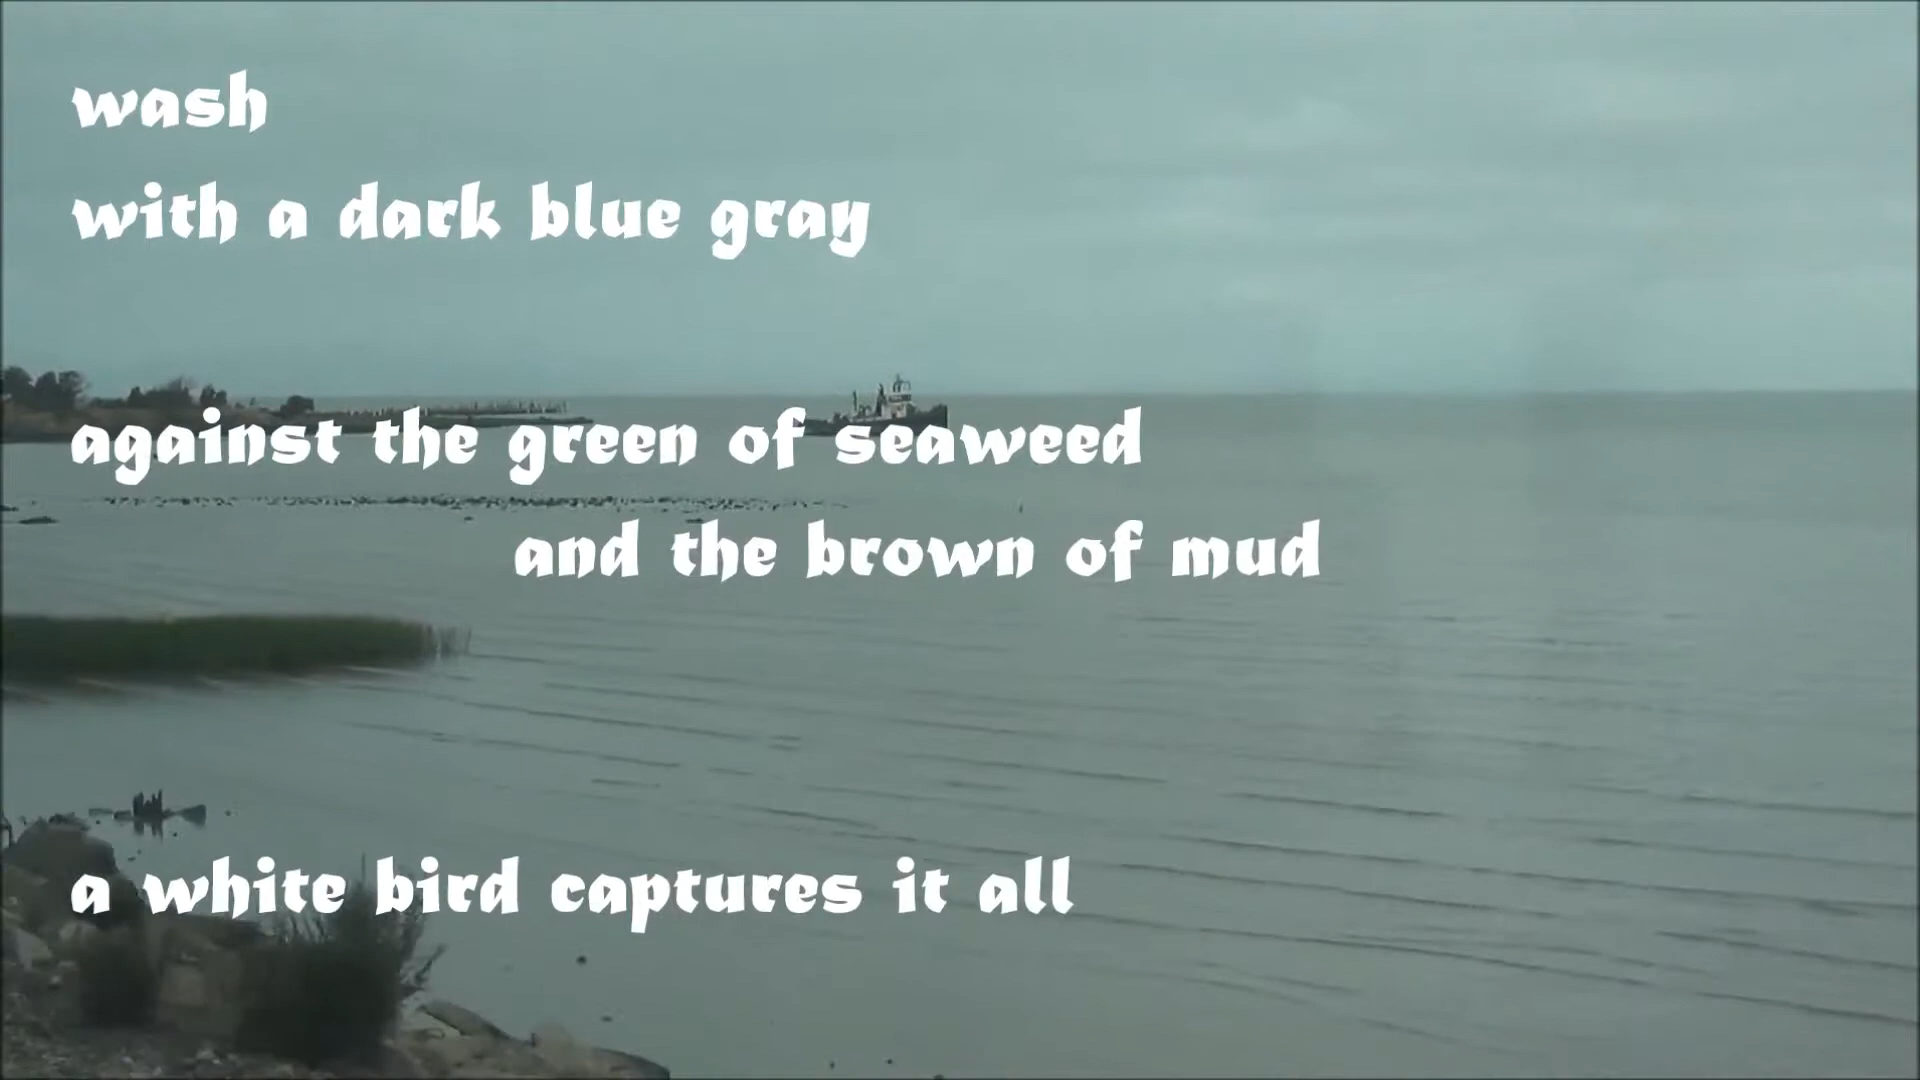 wash
with a dark blue gray
against the green of seaweed
and the brown of mud
a white bird captures it all